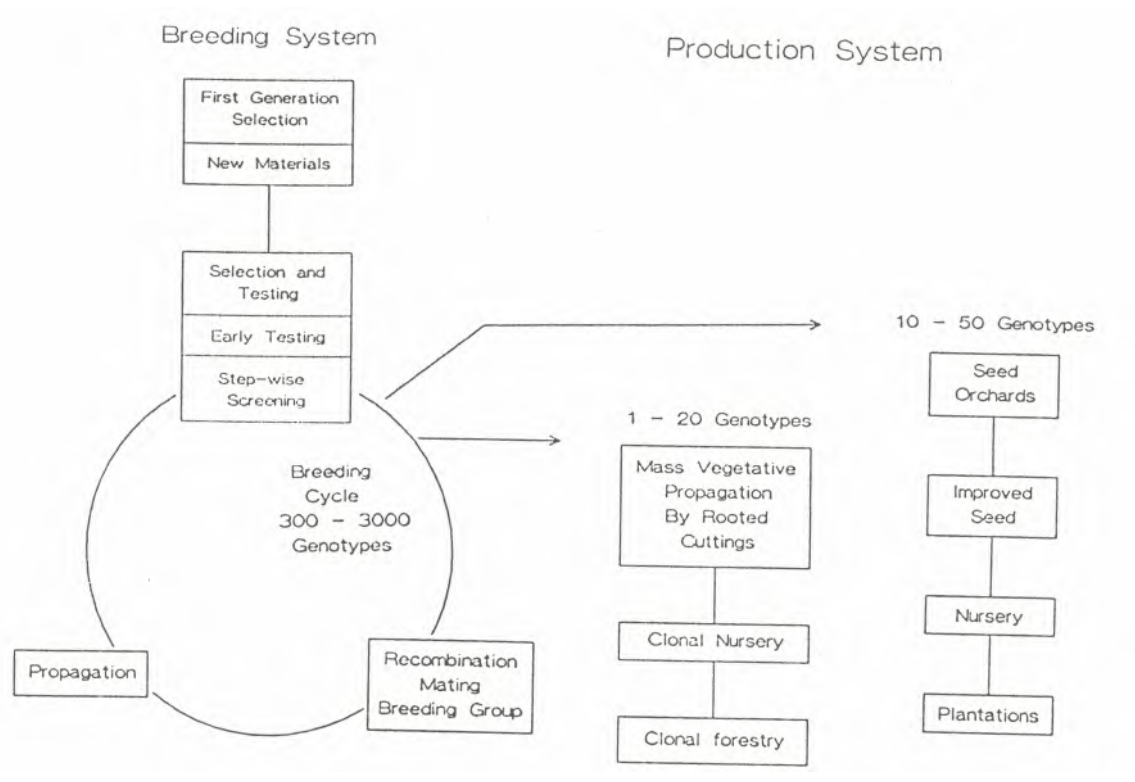 Breeding System
Production System
First Generation
Selection
New Materials
Selection and
Testing
Early Testing
Step-wise
Screening
Breeding
Cycle
300 - 3000
Genotypes
Propagation
Recombination
Mating
Breeding Group
1 - 20 Genotypes
Mass Vegetative
Propagation
By Rooted
Cuttings
Clonal Nursery
Clonal forestry
10 - 50 Genotypes
Seed
Orchards
Improved
Seed
Nursery
Plantations